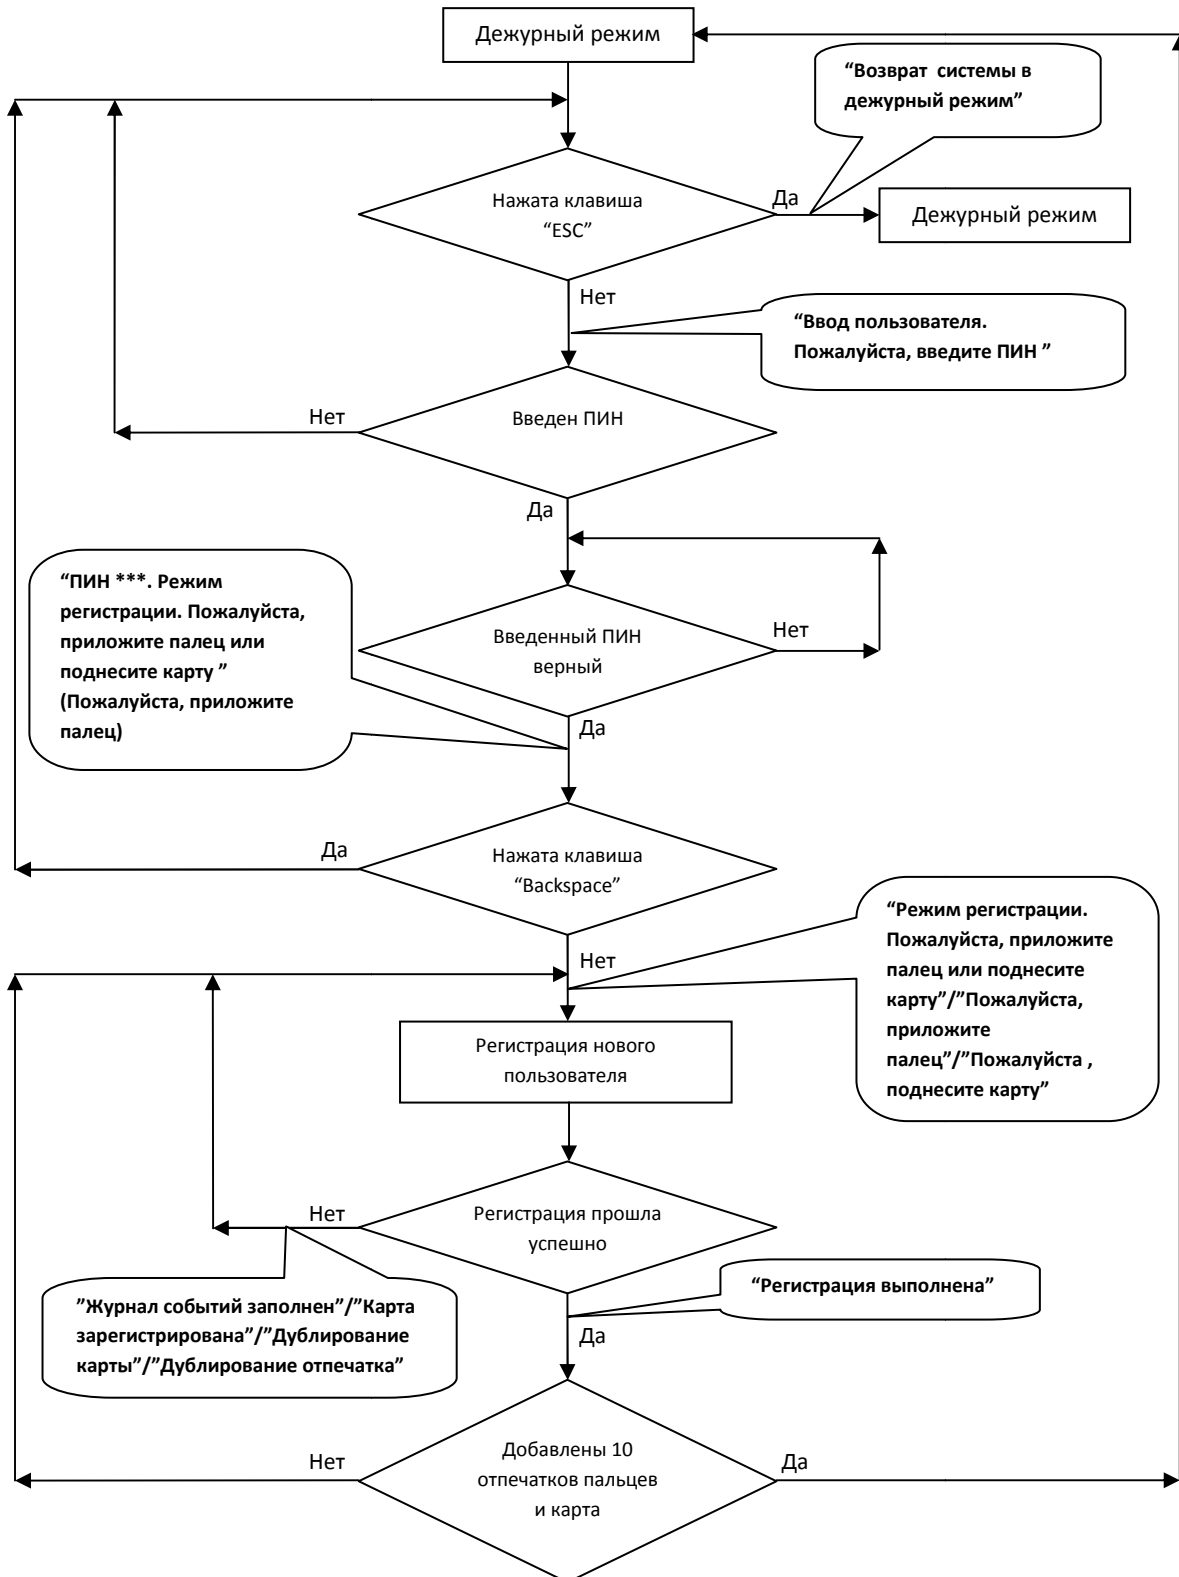 Дежурный режим
“Возврат системы в
дежурный режим”
Нажата клавиша
“ESC”
Да
Дежурный режим
Нет
“Ввод пользователя.
Пожалуйста, введите ПИН ”
Введен ПИН
Нет
Да
“ПИН ***. Режим
регистрации. Пожалуйста,
приложите палец или
поднесите карту ”
(Пожалуйста, приложите
палец)
Введенный ПИН
верный
Нет
Да
Нажата клавиша
“Backspace”
Да
Нет
“Режим регистрации.
Пожалуйста, приложите
палец или поднесите
карту”/”Пожалуйста,
приложите
палец”/”Пожалуйста ,
поднесите карту”
Регистрация нового
пользователя
Регистрация прошла
успешно
Нет
”Журнал событий заполнен”/”Карта
зарегистрирована”/”Дублирование
карты”/”Дублирование отпечатка”
“Регистрация выполнена”
Да
Добавлены 10
отпечатков пальцев
и карта
Нет
Да